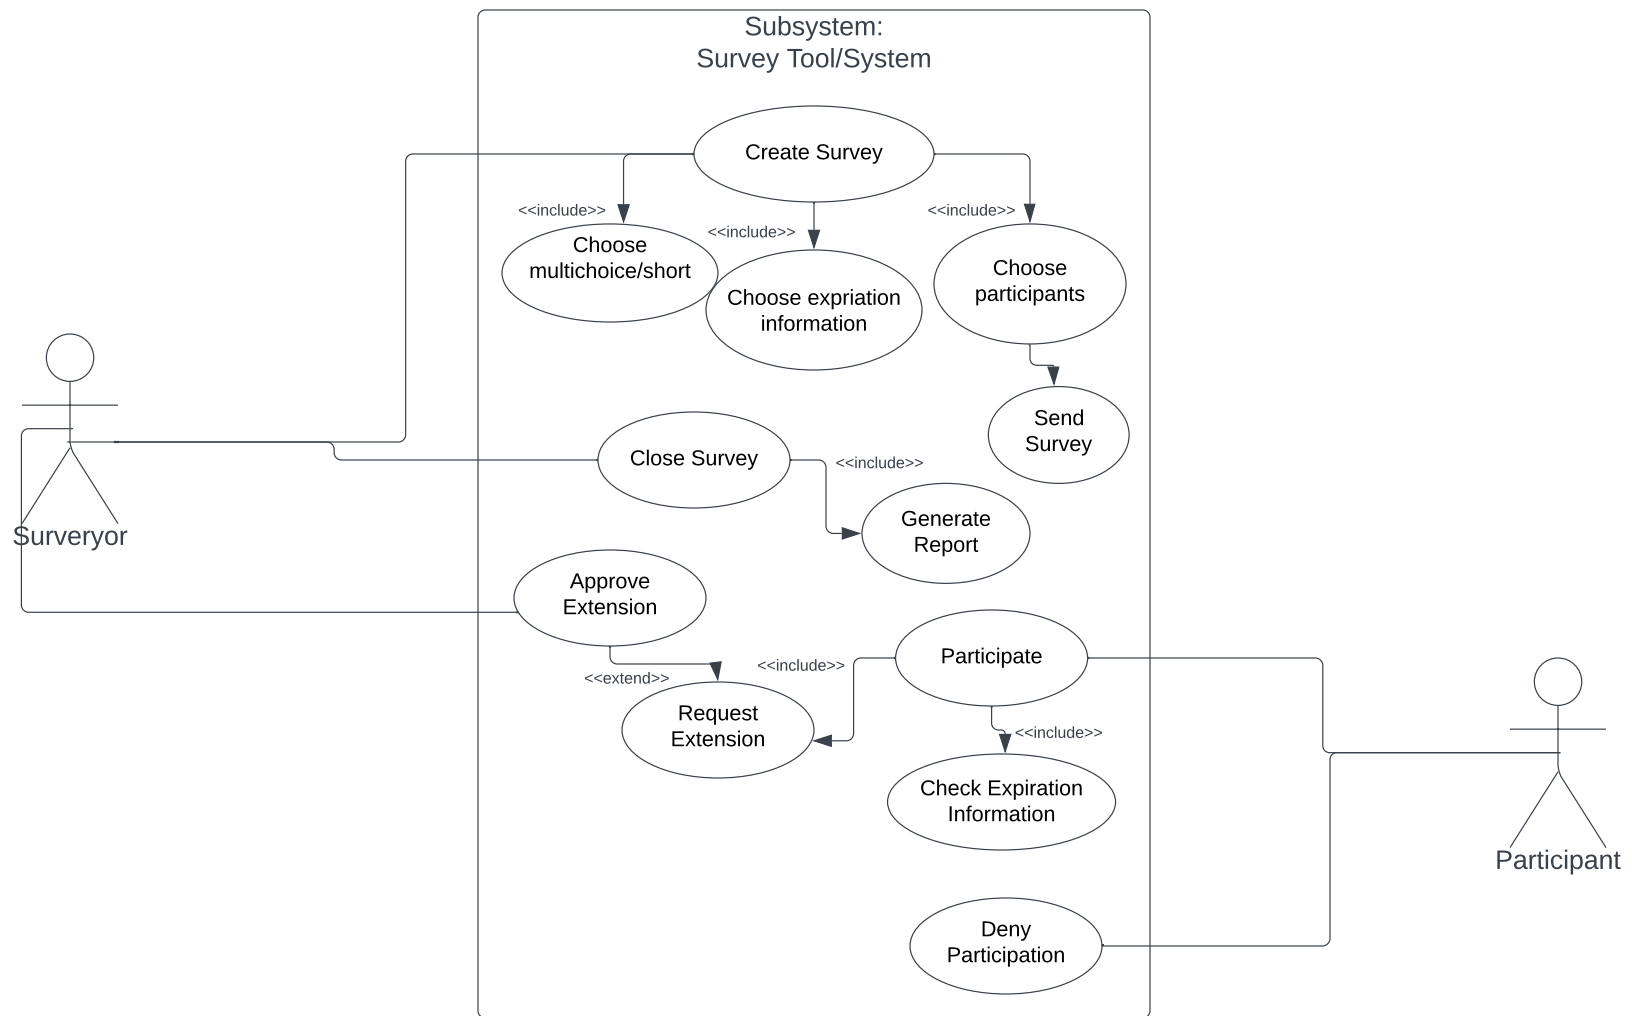 Subsystem:
Survey Tool/System
Create Survey
<<include>>
<<include>>
<<include>>
Choose
multichoice/short
Choose expriation
information
Choose
participants
Send
Survey
Close Survey
<<include>>
Generate
Report
Surveryor
Approve
Extension
<<extend>>
<<include>>
Participate
Request
Extension
<<include>>
Check Expiration
Information
Participant
Deny
Participation